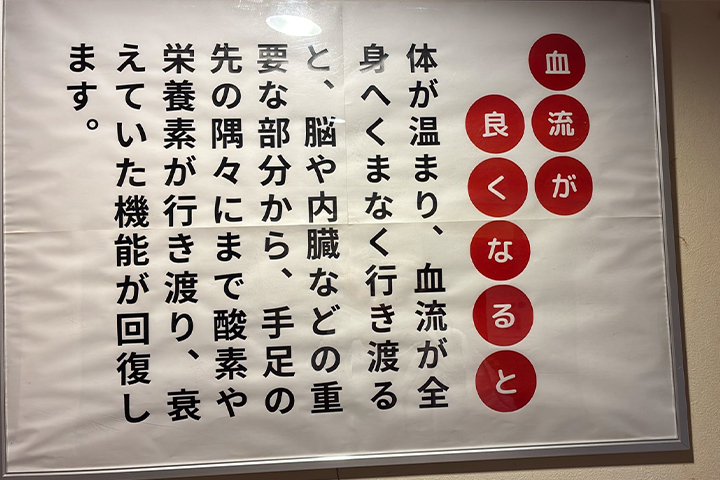 血流が
良くなると
体が温まり、血流が全
身へくまなく行き渡る
と、脳や内臓などの重
要な部分から、手足の
先の隅々にまで酸素や
栄養素が行き渡り、衰
えていた機能が回復し
ます。